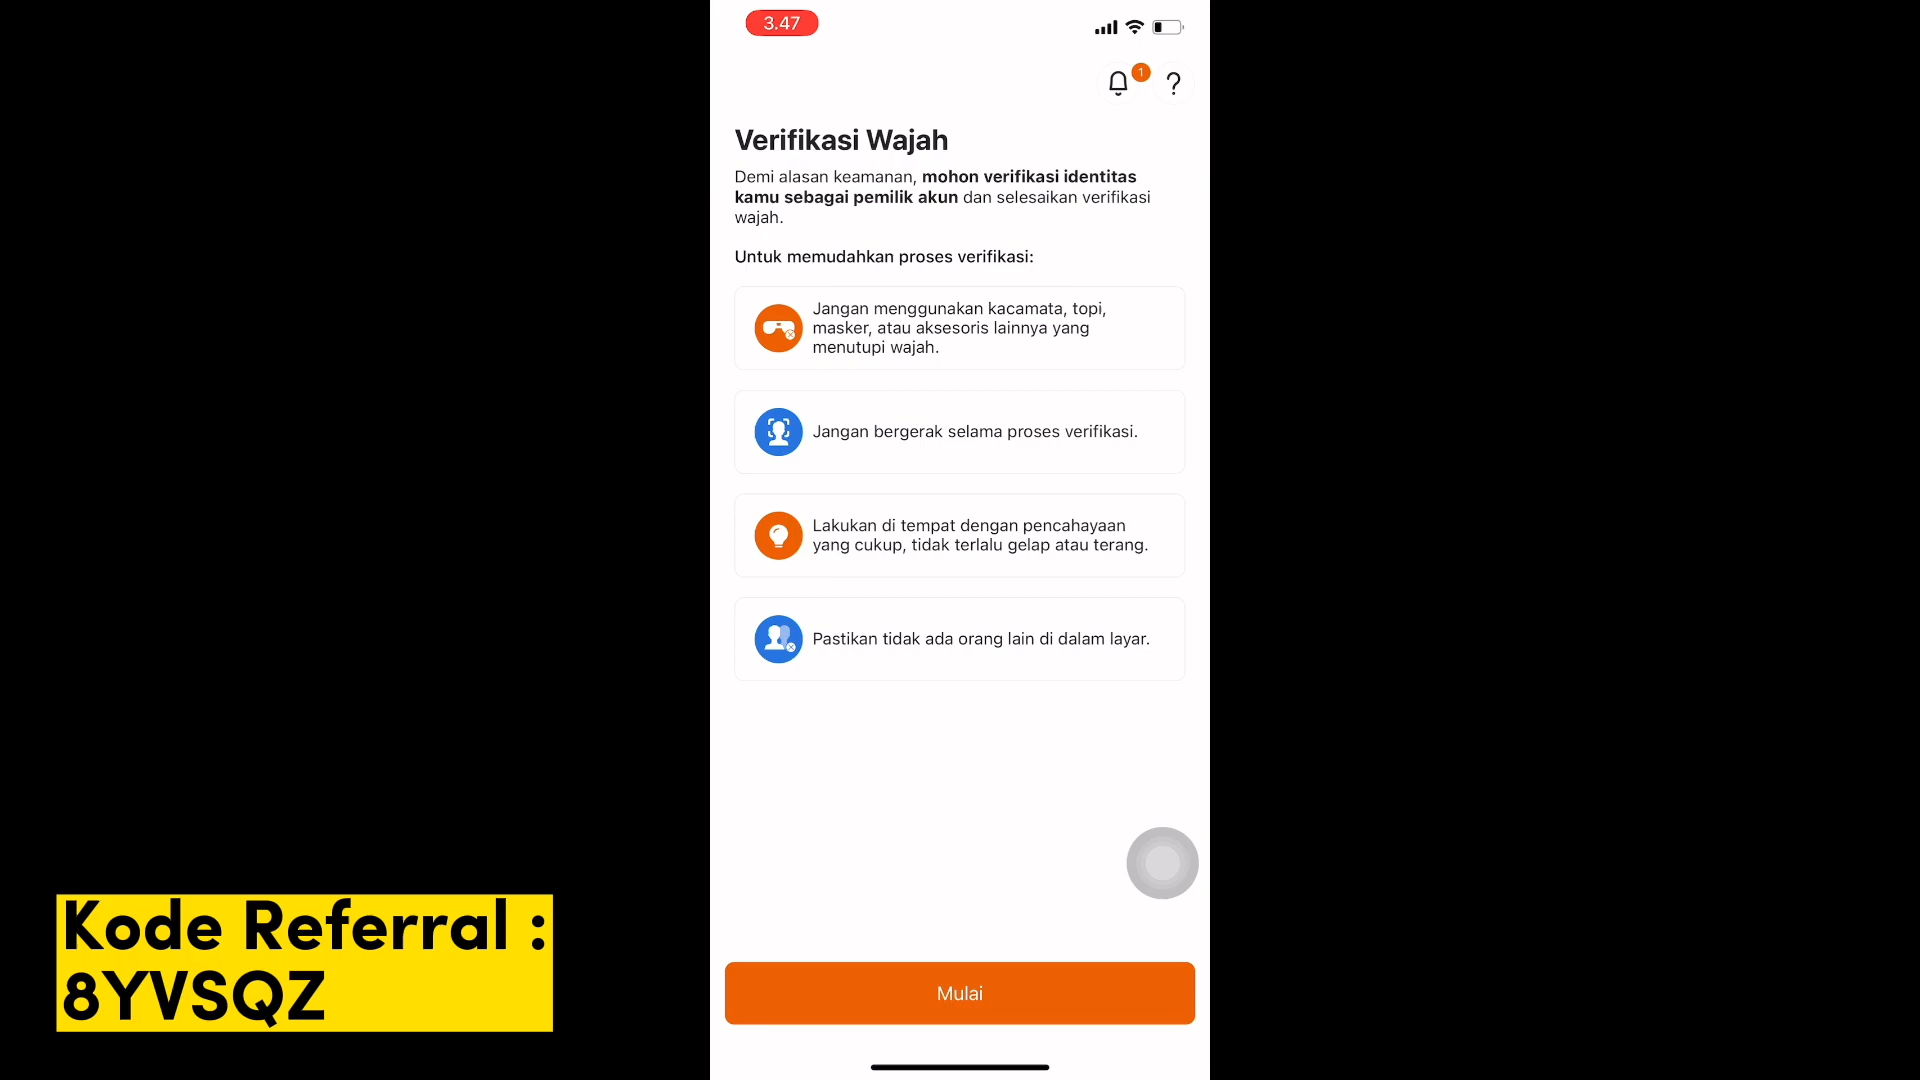 3.47
1
?
Verifikasi Wajah
Demi alasan keamanan, mohon verifikasi identitas
kamu sebagai pemilik akun dan selesaikan verifikasi
wajah.
Untuk memudahkan proses verifikasi:
Jangan menggunakan kacamata, topi,
masker, atau aksesoris lainnya yang
menutupi wajah.
Jangan bergerak selama proses verifikasi.
Lakukan di tempat dengan pencahayaan
yang cukup, tidak terlalu gelap atau terang.
Pastikan tidak ada orang lain di dalam layar.
Kode Referral :
8YVSQZ
Mulai